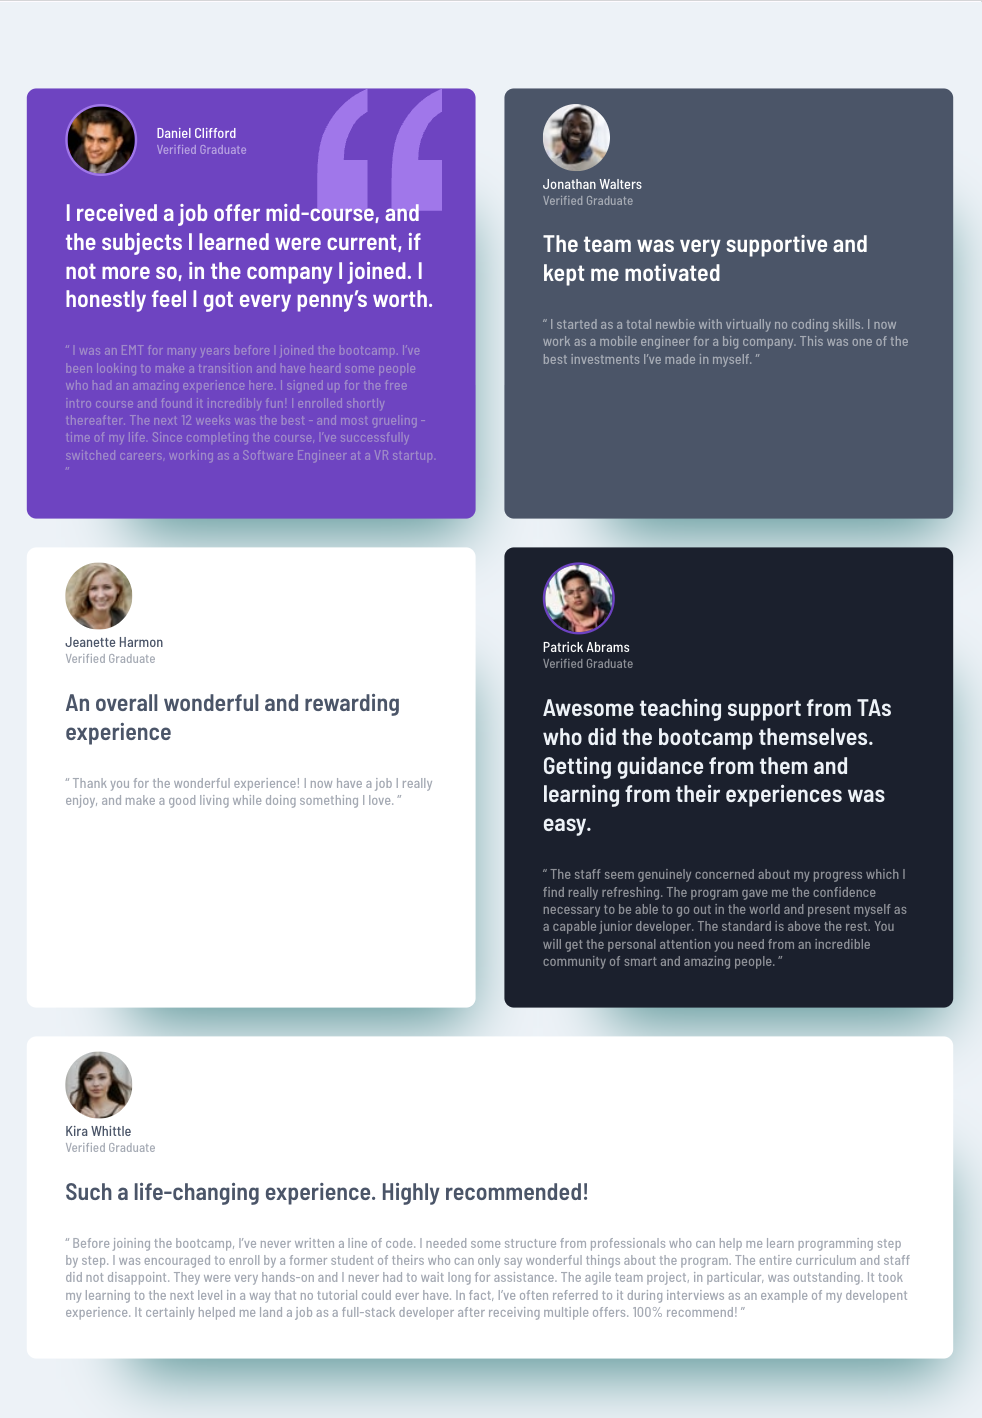 Daniel Clifford
Verified Graduate
I received a job offer mid-course, and
the subjects I learned were current, if
not more so, in the company I joined. I
honestly feel I got every penny’s worth.
“ I was an EMT for many years before I joined the bootcamp. I’ve
been looking to make a transition and have heard some people
who had an amazing experience here. I signed up for the free
intro course and found it incredibly fun! I enrolled shortly
thereafter. The next 12 weeks was the best - and most grueling -
time of my life. Since completing the course, I’ve successfully
switched careers, working as a Software Engineer at a VR startup.
”
Jonathan Walters
Verified Graduate
The team was very supportive and
kept me motivated
“ I started as a total newbie with virtually no coding skills. I now
work as a mobile engineer for a big company. This was one of the
best investments I’ve made in myself. ”
Jeanette Harmon
Verified Graduate
An overall wonderful and rewarding
experience
“ Thank you for the wonderful experience! I now have a job I really
enjoy, and make a good living while doing something I love. ”
Patrick Abrams
Verified Graduate
Awesome teaching support from TAs
who did the bootcamp themselves.
Getting guidance from them and
learning from their experiences was
easy.
“ The staff seem genuinely concerned about my progress which I
find really refreshing. The program gave me the confidence
necessary to be able to go out in the world and present myself as
a capable junior developer. The standard is above the rest. You
will get the personal attention you need from an incredible
community of smart and amazing people. ”
Kira Whittle
Verified Graduate
Such a life-changing experience. Highly recommended!
“ Before joining the bootcamp, I’ve never written a line of code. I needed some structure from professionals who can help me learn programming step
by step. I was encouraged to enroll by a former student of theirs who can only say wonderful things about the program. The entire curriculum and staff
did not disappoint. They were very hands-on and I never had to wait long for assistance. The agile team project, in particular, was outstanding. It took
my learning to the next level in a way that no tutorial could ever have. In fact, I’ve often referred to it during interviews as an example of my developent
experience. It certainly helped me land a job as a full-stack developer after receiving multiple offers. 100% recommend! ”